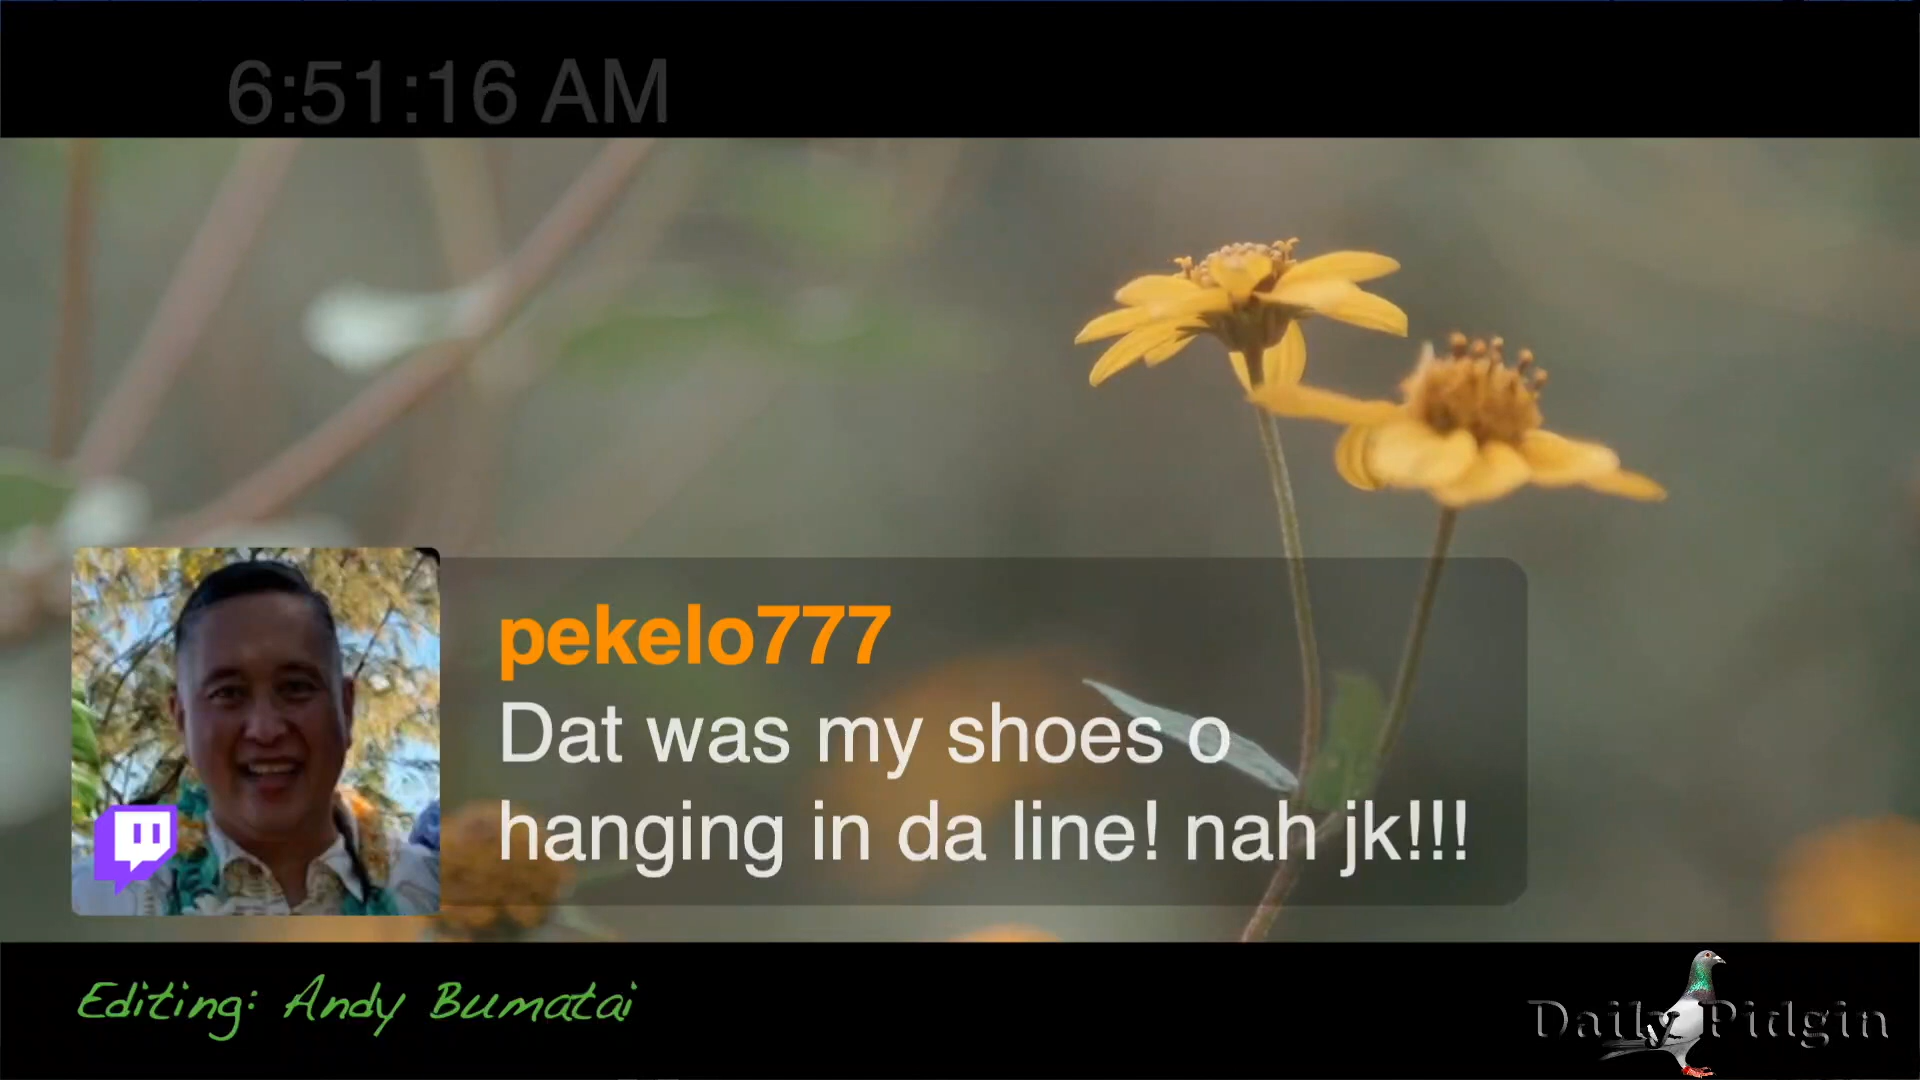 6:51:16 AM
pekelo777
Dat was my shoes o
hanging in da line! nah jk!!!
Editing: Andy Bumatai
Daily Pidgin